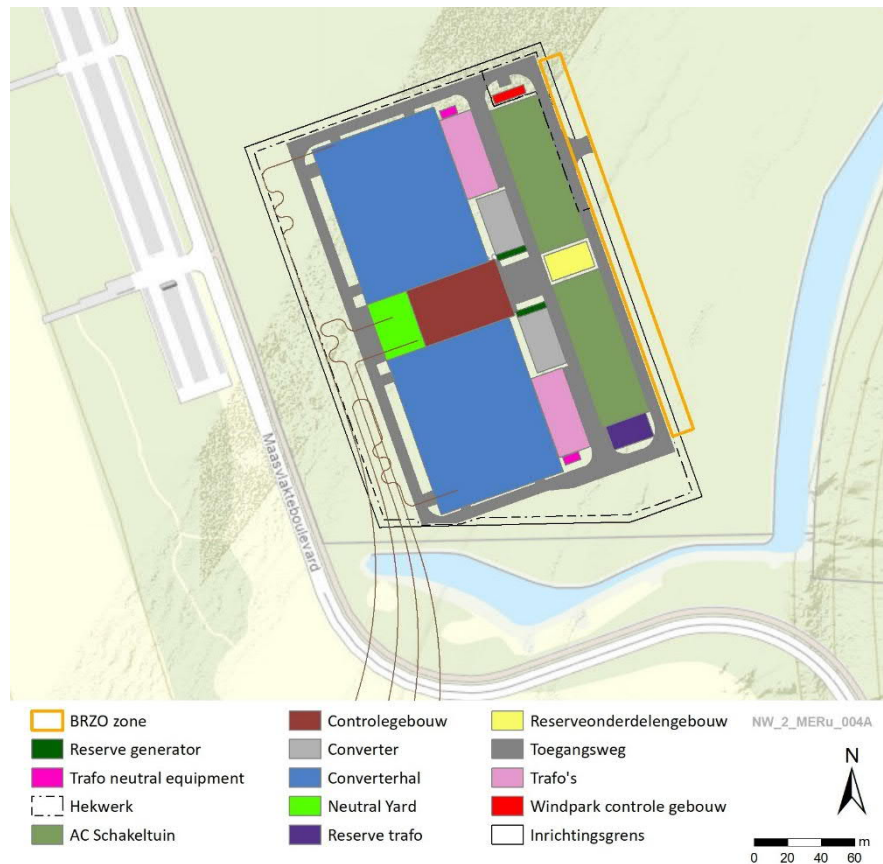 Maasvlakteboulevard
BRZO zone
Reserve generator
Trafo neutral equipment
Hekwerk
AC Schakeltuin
Controlegebouw
Converter
Converterhal
Neutral Yard
Reserve trafo
Reserveonderdelengebouw
Toegangsweg
Trafo's
Windpark controle gebouw
Inrichtingsgrens
NW_2_MERu_004A
N
m
0 20 40 60